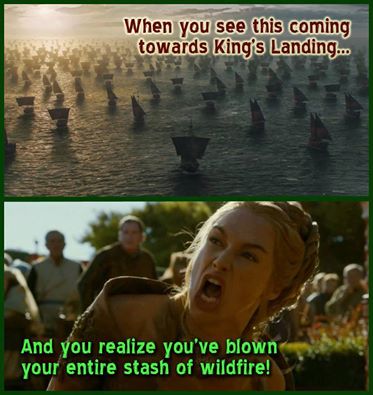 When you see this coming
towards King's Landing...
And you realize you've blown
your entire stash of wildfire!